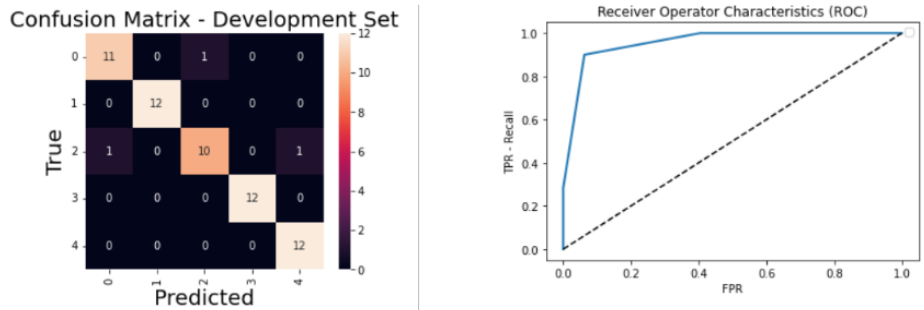 Confusion Matrix - Development Set
0 11 0 1 0 0
1 0 12 0 0 0
2 1 0 10 0 1
3 0 0 0 12 0
4 0 0 0 0 12
0 1 2 3 4
True
Predicted
12
10
8
6
4
2
0
Receiver Operator Characteristics (ROC)
1.0
0.8
0.6
0.4
0.2
0.0
TPR - Recall
0.0 0.2 0.4 0.6 0.8 1.0
FPR